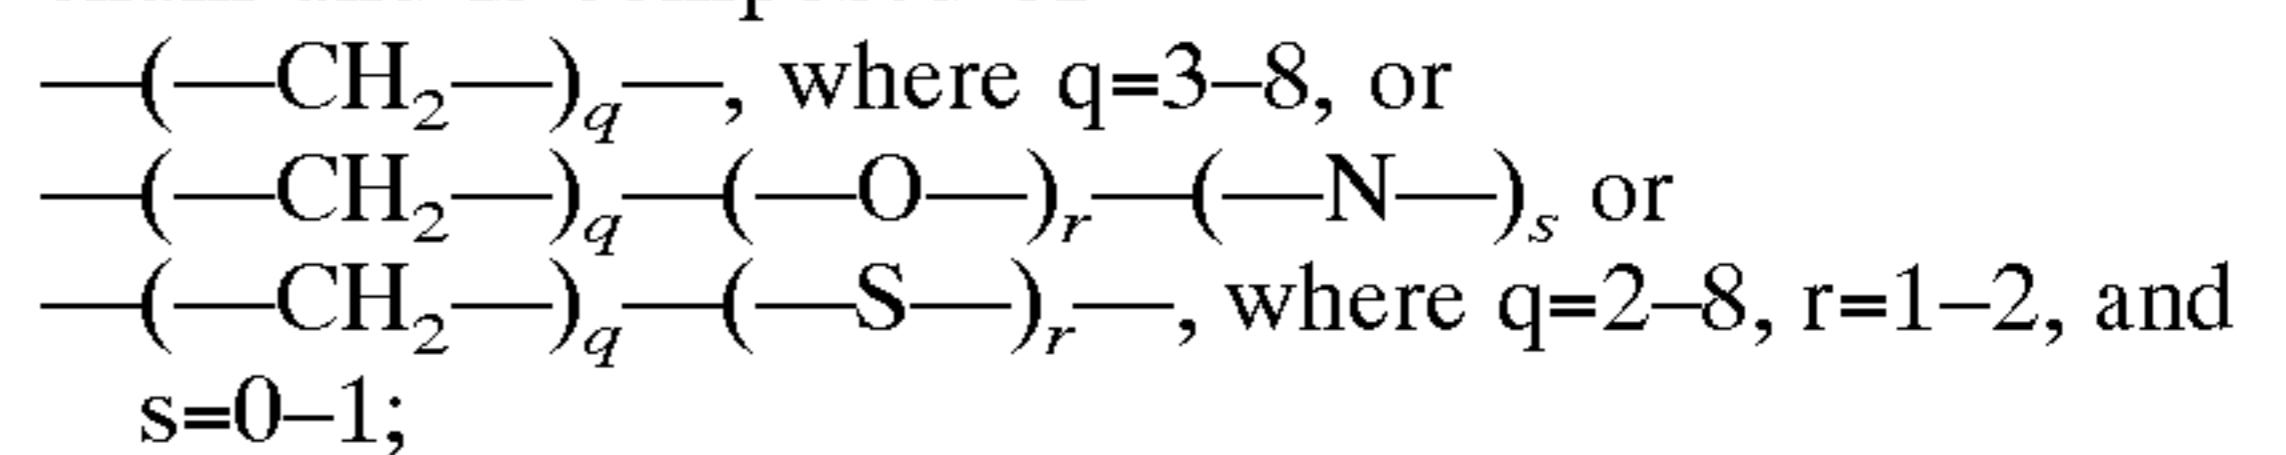 —(—CH₂—)q—, where q=3–8, or
—(—CH₂—)q—(—O—)r—(—N—)s or
—(—CH₂—)q—(—S—)r—, where q=2–8, r=1–2, and
s=0–1;